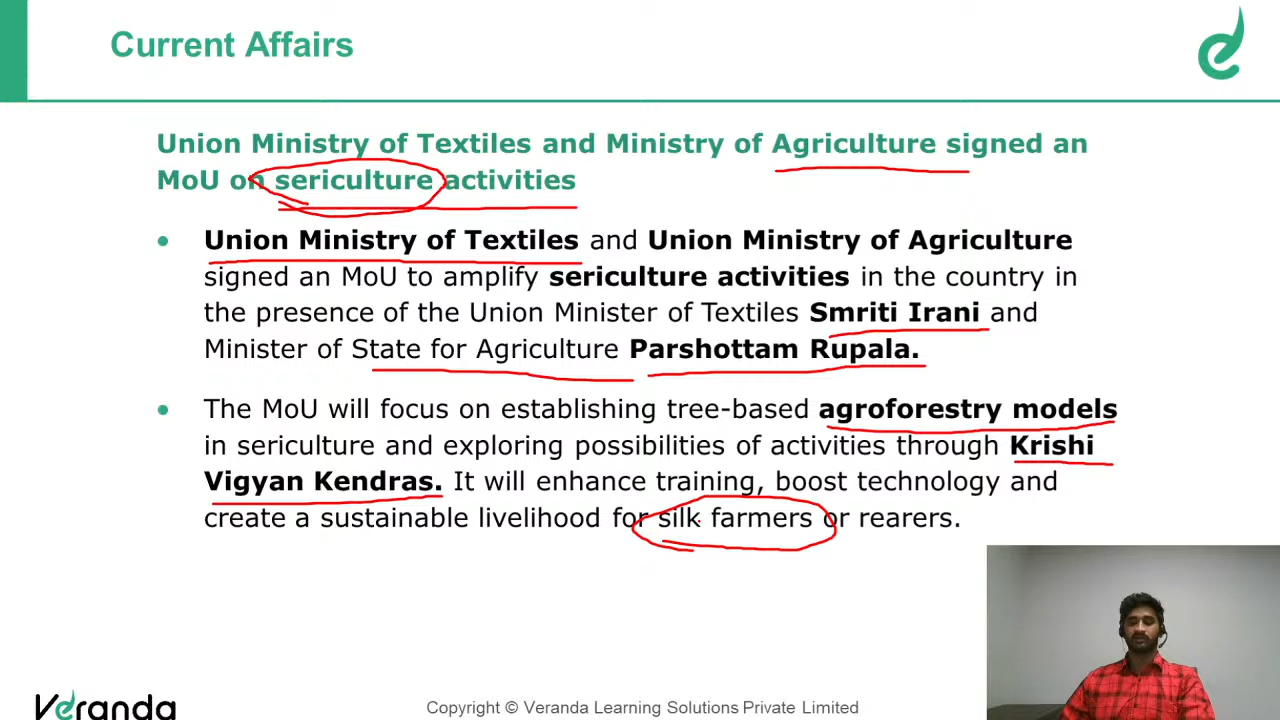 Current Affairs
Union Ministry of Textiles and Ministry of Agriculture signed an
MoU on sericulture activities
• Union Ministry of Textiles and Union Ministry of Agriculture
signed an MoU to amplify sericulture activities in the country in
the presence of the Union Minister of Textiles Smriti Irani and
Minister of State for Agriculture Parshottam Rupala.
• The MoU will focus on establishing tree-based agroforestry models
in sericulture and exploring possibilities of activities through Krishi
Vigyan Kendras. It will enhance training, boost technology and
create a sustainable livelihood for silk farmers or rearers.
Veranda
Copyright © Veranda Learning Solutions Private Limited